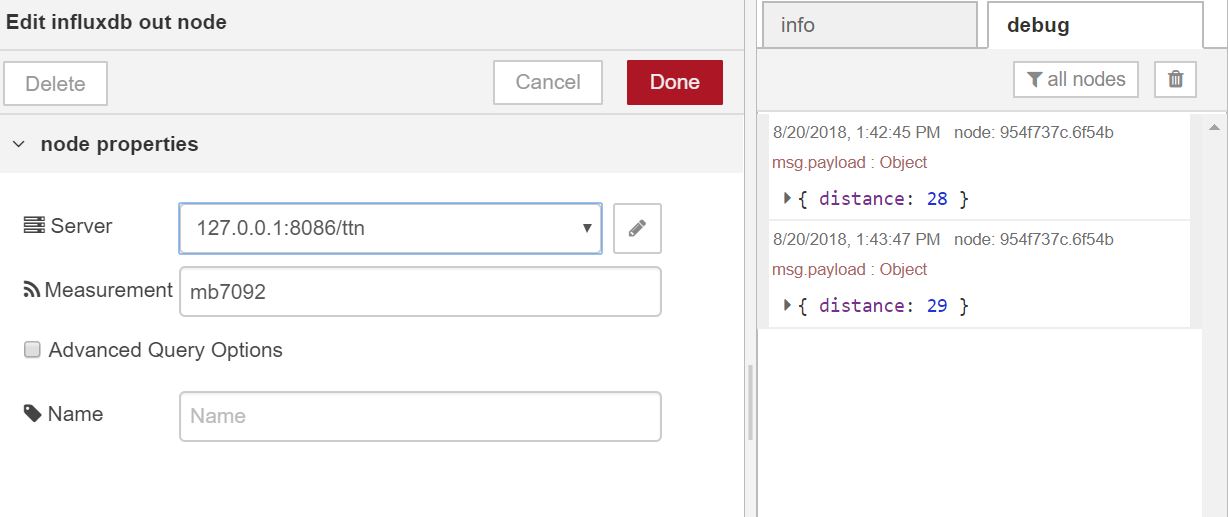 Edit influxdb out node
Delete
Cancel
Done
node properties
Server
127.0.0.1:8086/ttn
Measurement
mb7092
Advanced Query Options
Name
Name
info
debug
all nodes
8/20/2018, 1:42:45 PM node: 954f737c.6f54b
msg.payload : Object
{ distance: 28 }
8/20/2018, 1:43:47 PM node: 954f737c.6f54b
msg.payload : Object
{ distance: 29 }